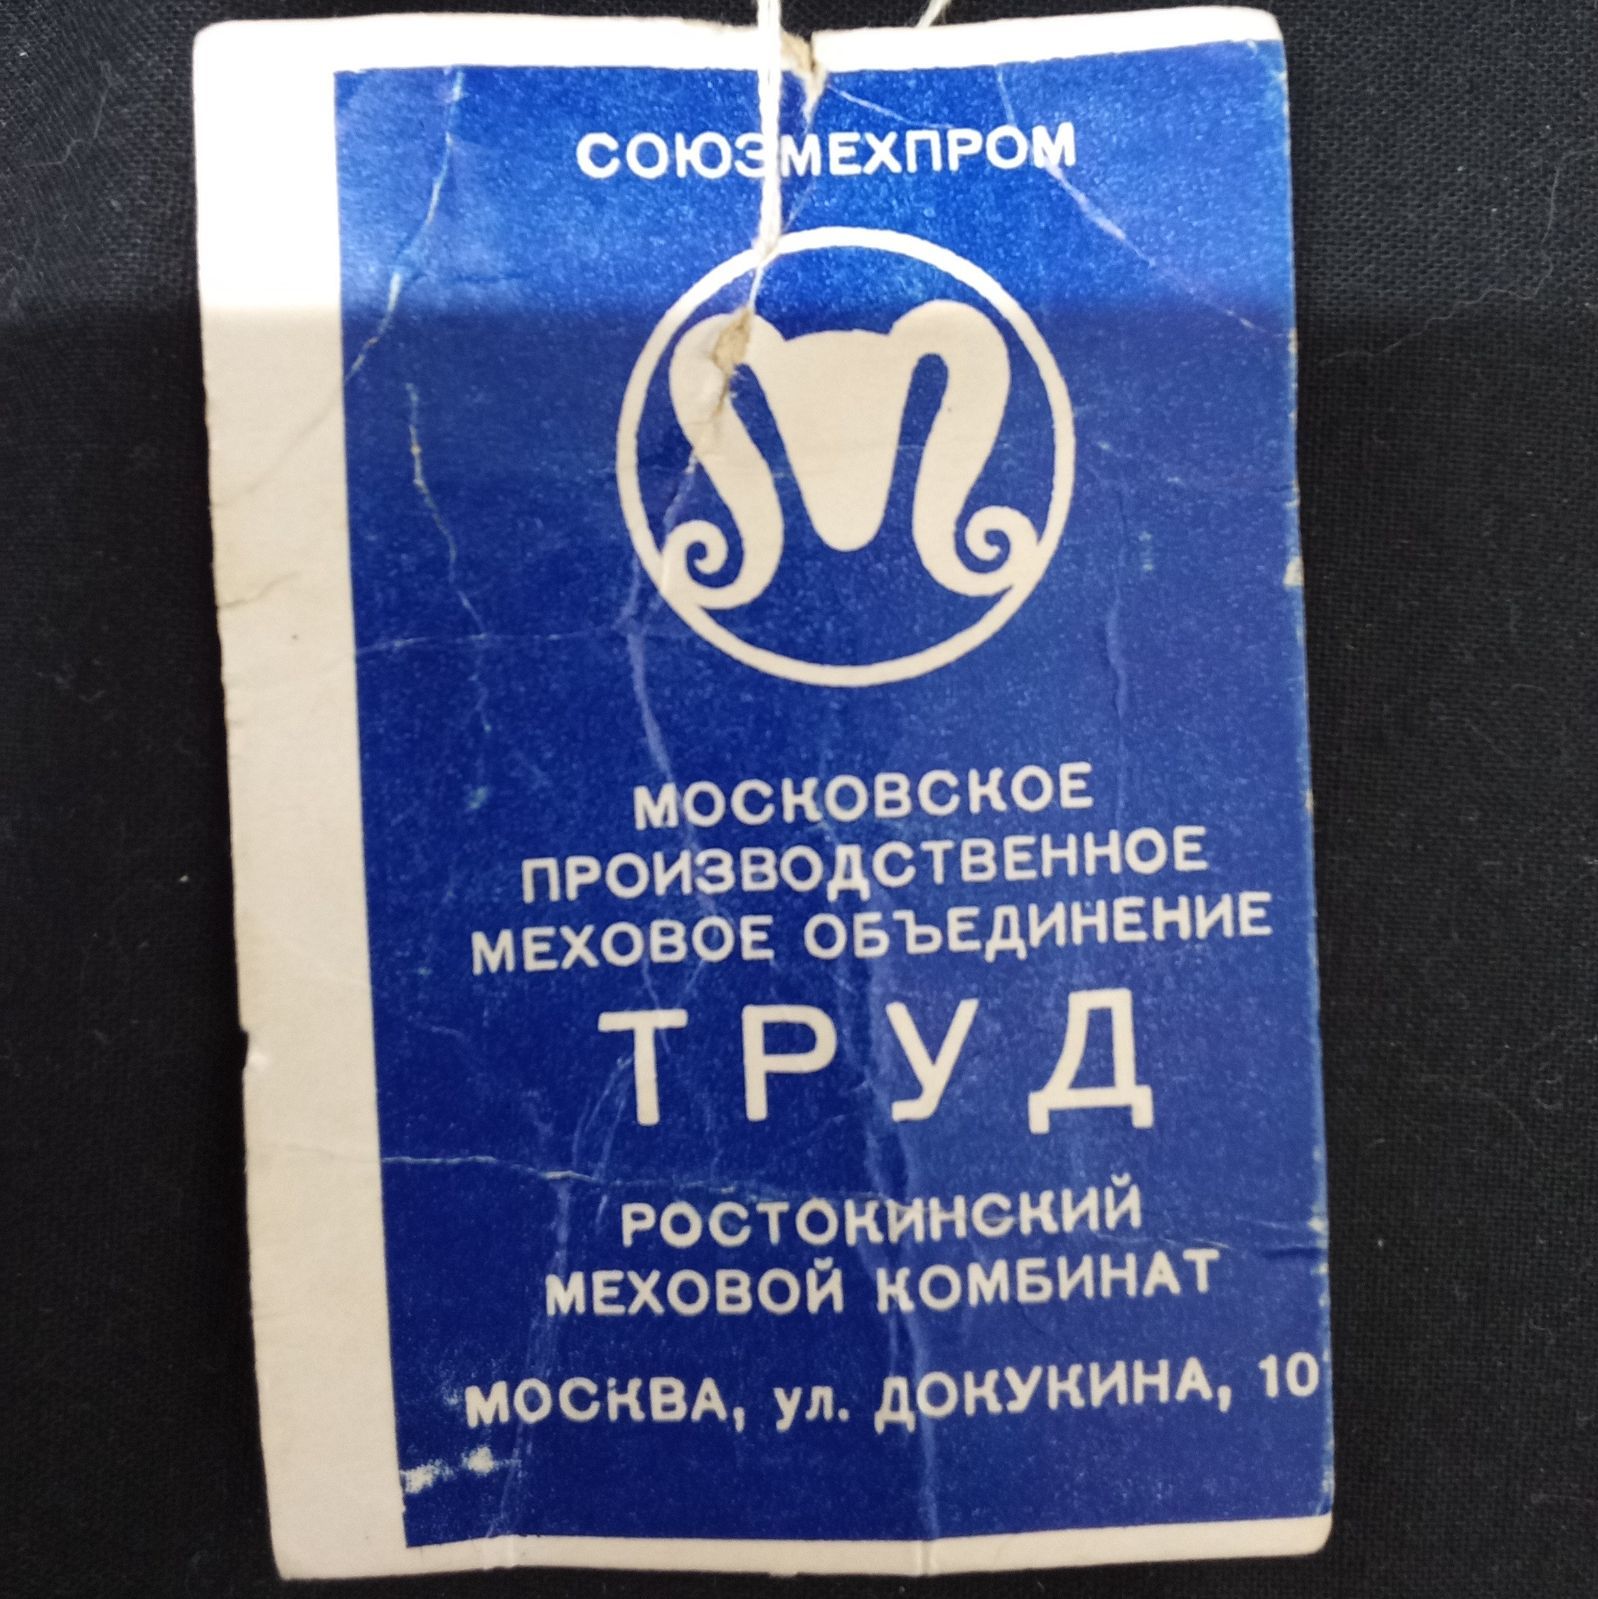 СОЮЗМЕХПРОМ
МОСКОВСКОЕ
ПРОИЗВОДСТВЕННОЕ
МЕХОВОЕ ОБЪЕДИНЕНИЕ
ТРУД
РОСТОКИНСКИЙ
МЕХОВОЙ КОМБИНАТ
МОСКВА, ул. ДОКУКИНА, 10